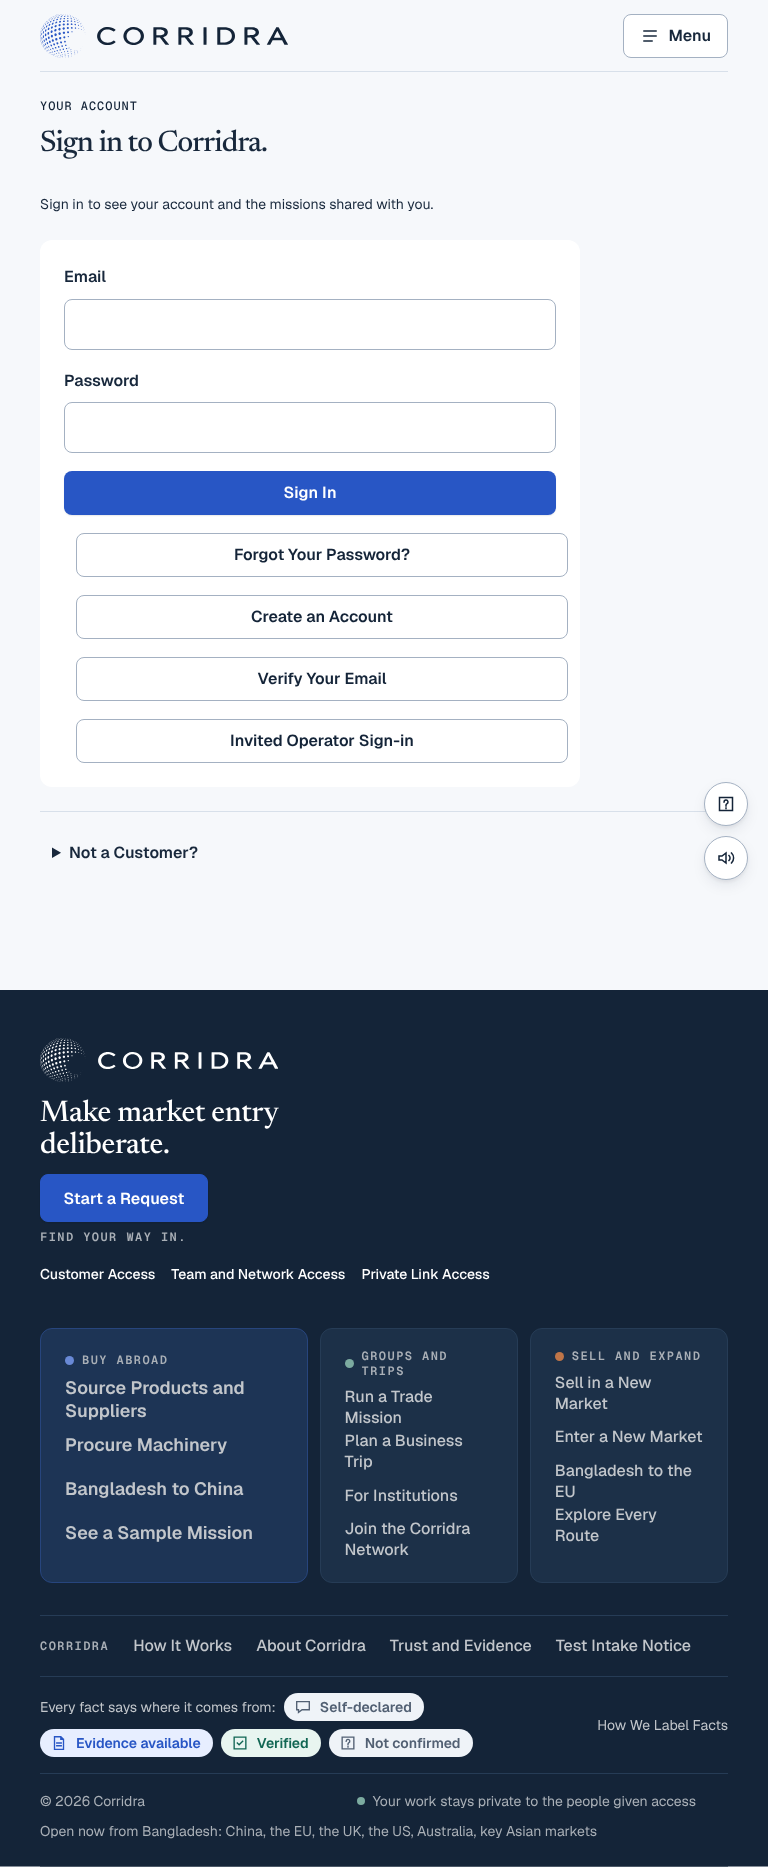 CORRIDRA
Menu
YOUR ACCOUNT
Sign in to Corridra.
Sign in to see your account and the missions shared with you.
Email
Password
Sign In
Forgot Your Password?
Create an Account
Verify Your Email
Invited Operator Sign-in
Not a Customer?
CORRIDRA
Make market entry
deliberate.
Start a Request
FIND YOUR WAY IN.
Customer Access Team and Network Access Private Link Access
BUY ABROAD
Source Products and
Suppliers
Procure Machinery
Bangladesh to China
See a Sample Mission
GROUPS AND
TRIPS
Run a Trade
Mission
Plan a Business
Trip
For Institutions
Join the Corridra
Network
SELL AND EXPAND
Sell in a New
Market
Enter a New Market
Bangladesh to the
EU
Explore Every
Route
CORRIDRA How It Works About Corridra Trust and Evidence Test Intake Notice
Every fact says where it comes from: Self-declared
Evidence available Verified Not confirmed
How We Label Facts
© 2026 Corridra
Your work stays private to the people given access
Open now from Bangladesh: China, the EU, the UK, the US, Australia, key Asian markets